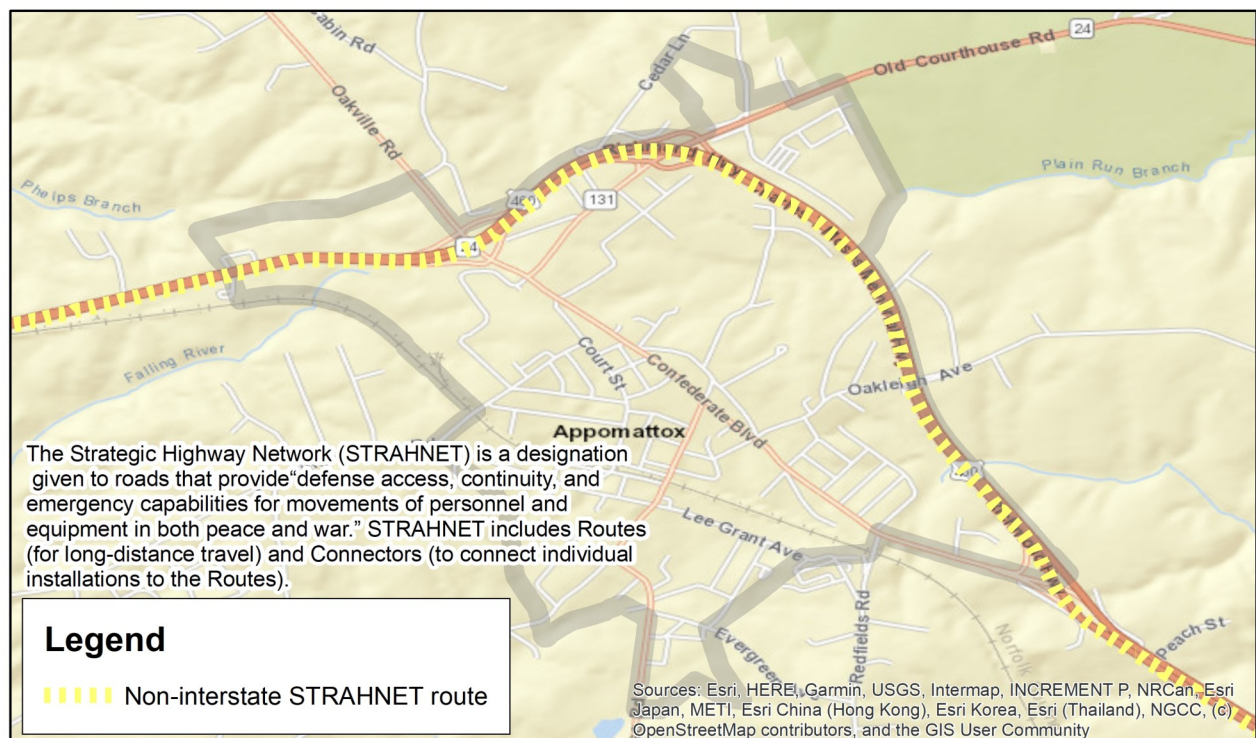 Cabin Rd
24
Old Courthouse Rd
Cedar Ln
Oakville Rd
Plain Run Branch
Phelps Branch
460
131
24
Falling River
Court St
Confederate Blvd
Oakleigh Ave
Appomattox
The Strategic Highway Network (STRAHNET) is a designation
given to roads that provide“defense access, continuity, and
emergency capabilities for movements of personnel and
equipment in both peace and war.” STRAHNET includes Routes
(for long-distance travel) and Connectors (to connect individual
installations to the Routes).
Lee Grant Ave
Redfields Rd
Evergreen
Peach St
Norfolk
Legend
Non-interstate STRAHNET route
Sources: Esri, HERE, Garmin, USGS, Intermap, INCREMENT P, NRCan, Esri
Japan, METI, Esri China (Hong Kong), Esri Korea, Esri (Thailand), NGCC, (c)
OpenStreetMap contributors, and the GIS User Community